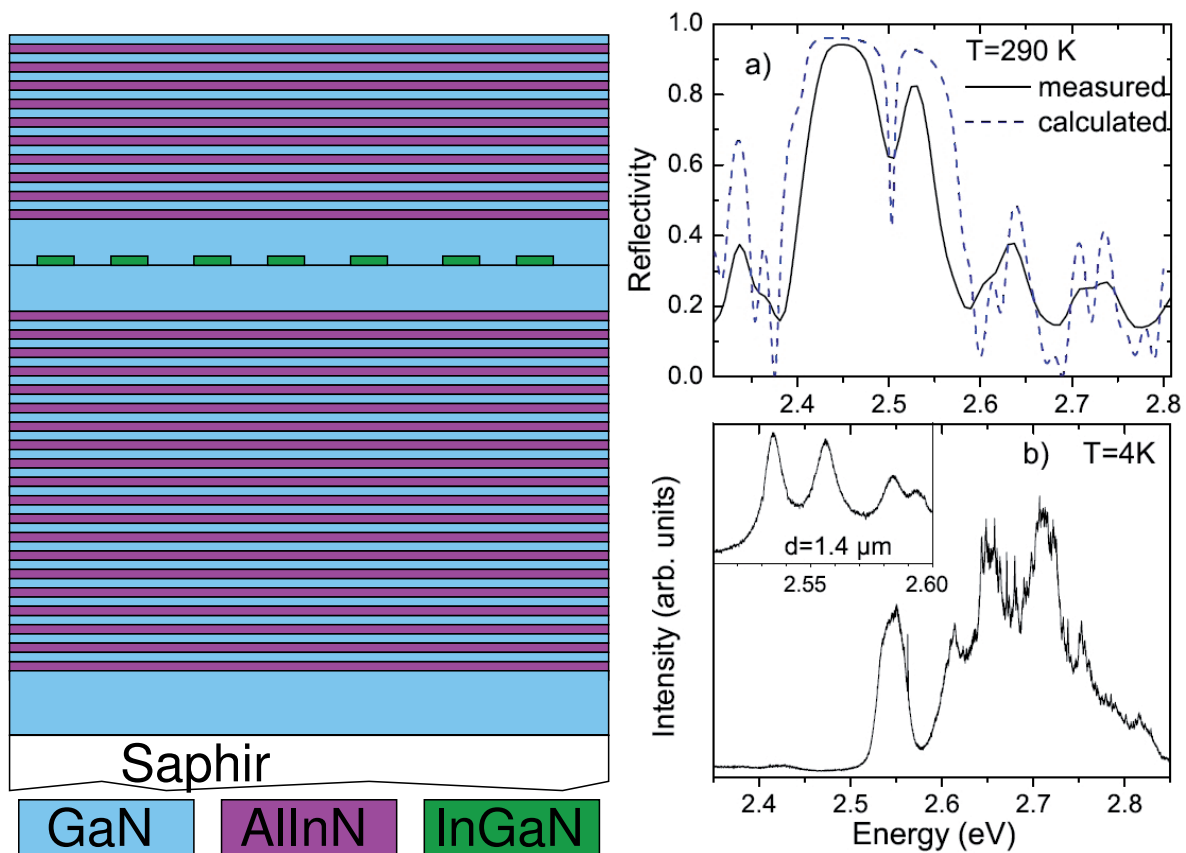 Saphir
GaN
AlInN
InGaN
a)
T=290 K
measured
calculated
Reflectivity
1.0
0.8
0.6
0.4
0.2
0.0
2.4
2.5
2.6
2.7
2.8
b)
T=4K
d=1.4 µm
2.55
2.60
Intensity (arb. units)
2.4
2.5
2.6
2.7
2.8
Energy (eV)